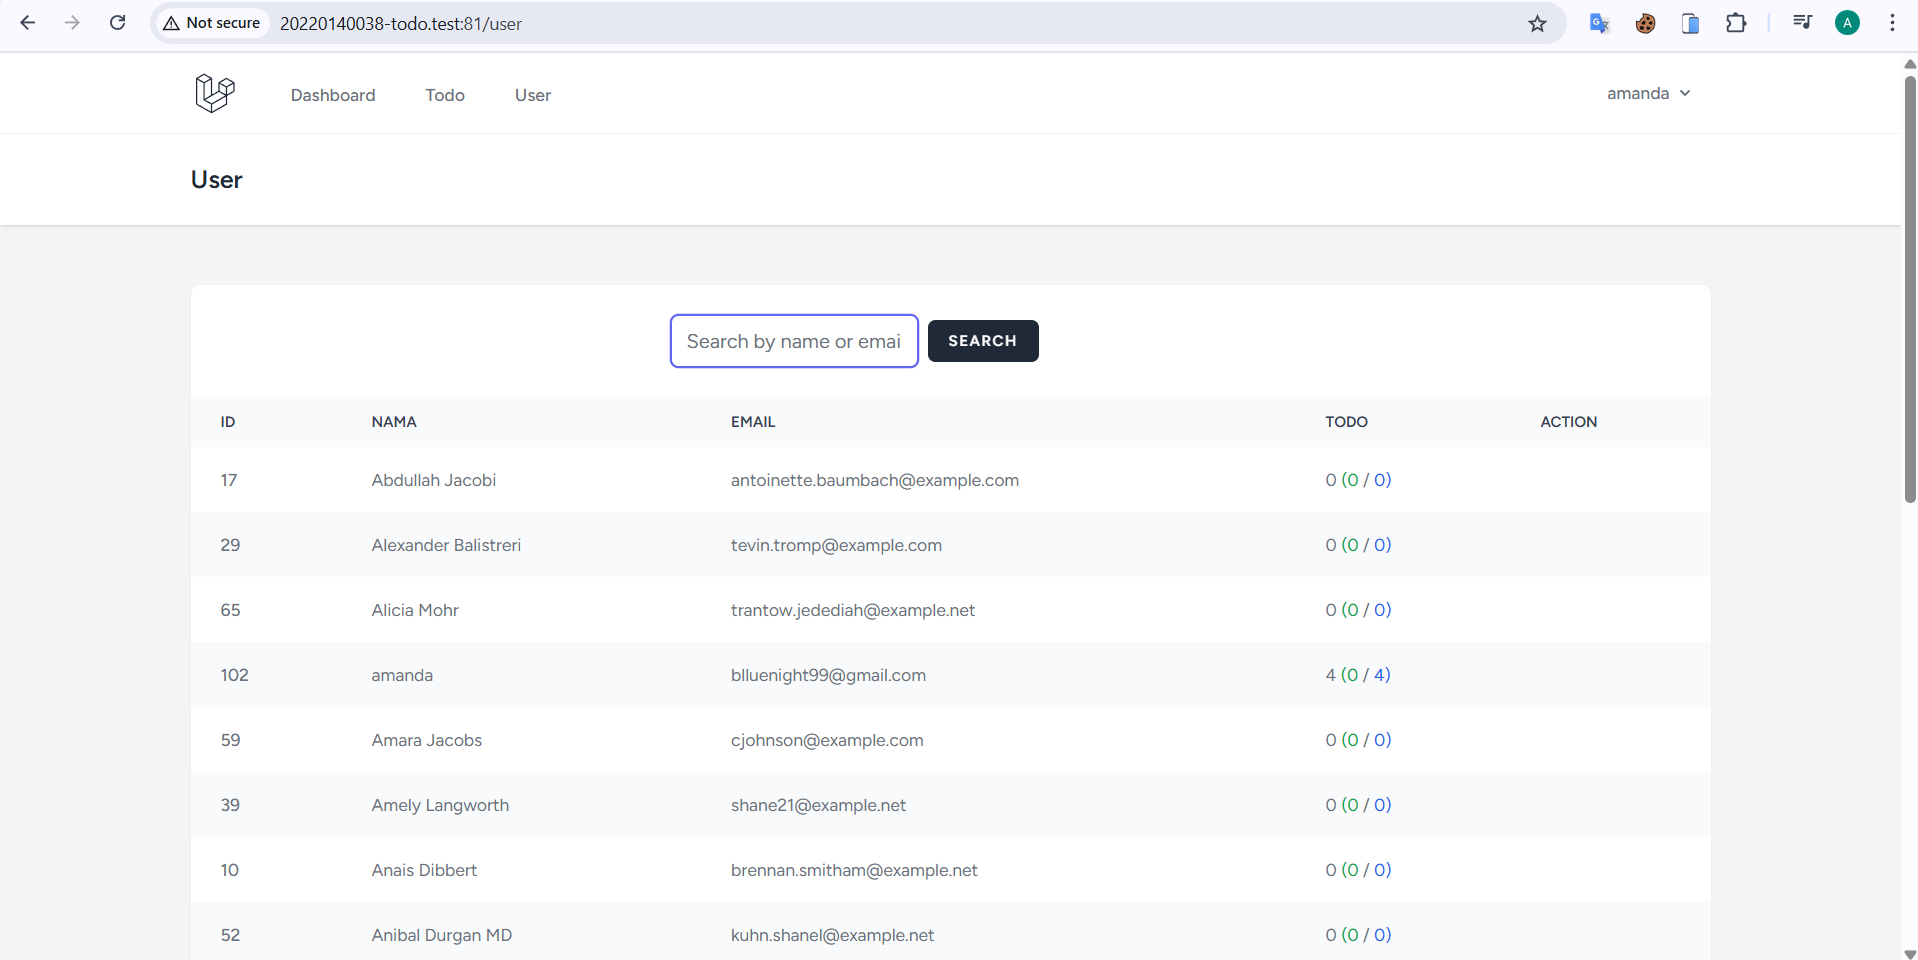 Not secure 20220140038-todo.test:81/user A
Dashboard Todo User amanda
User
Search by name or emai SEARCH
ID NAMA EMAIL TODO ACTION
17 Abdullah Jacobi antoinette.baumbach@example.com 0 (0 / 0)
29 Alexander Balistreri tevin.tromp@example.com 0 (0 / 0)
65 Alicia Mohr trantow.jedediah@example.net 0 (0 / 0)
102 amanda blluenight99@gmail.com 4 (0 / 4)
59 Amara Jacobs cjohnson@example.com 0 (0 / 0)
39 Amely Langworth shane21@example.net 0 (0 / 0)
10 Anais Dibbert brennan.smitham@example.net 0 (0 / 0)
52 Anibal Durgan MD kuhn.shanel@example.net 0 (0 / 0)